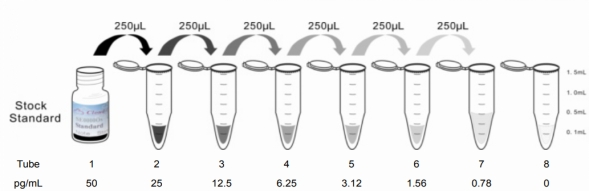 250µL 250µL 250µL 250µL 250µL 250µL
1. 5mL
1. 0mL
0. 5mL
0. 1mL
Stock
Standard
Standard
Tube 1 2 3 4 5 6 7 8
pg/mL 50 25 12.5 6.25 3.12 1.56 0.78 0